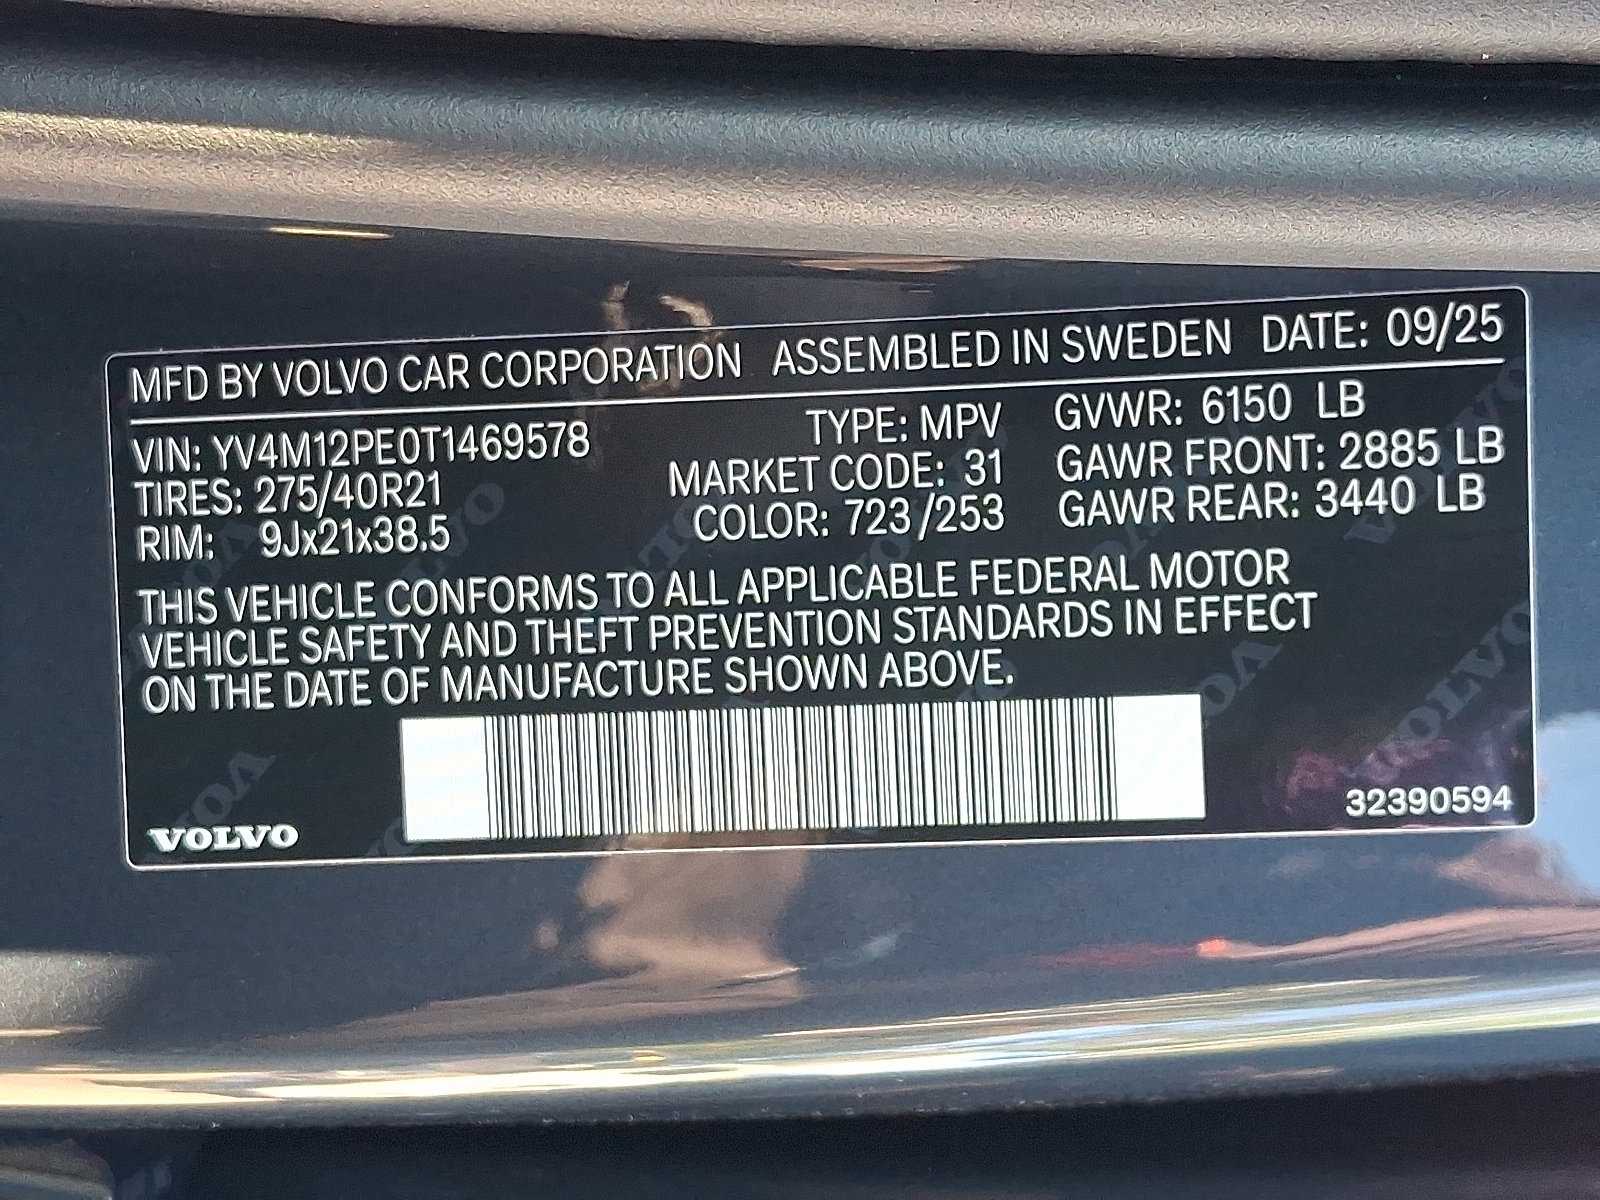 MFD BY VOLVO CAR CORPORATION ASSEMBLED IN SWEDEN DATE: 09/25
VIN: YV4M12PE0T1469578 TYPE: MPV GVWR: 6150 LB
TIRES: 275/40R21 MARKET CODE: 31 GAWR FRONT: 2885 LB
RIM: 9Jx21x38.5 COLOR: 723/253 GAWR REAR: 3440 LB
THIS VEHICLE CONFORMS TO ALL APPLICABLE FEDERAL MOTOR
VEHICLE SAFETY AND THEFT PREVENTION STANDARDS IN EFFECT
ON THE DATE OF MANUFACTURE SHOWN ABOVE.
VOLVO 32390594